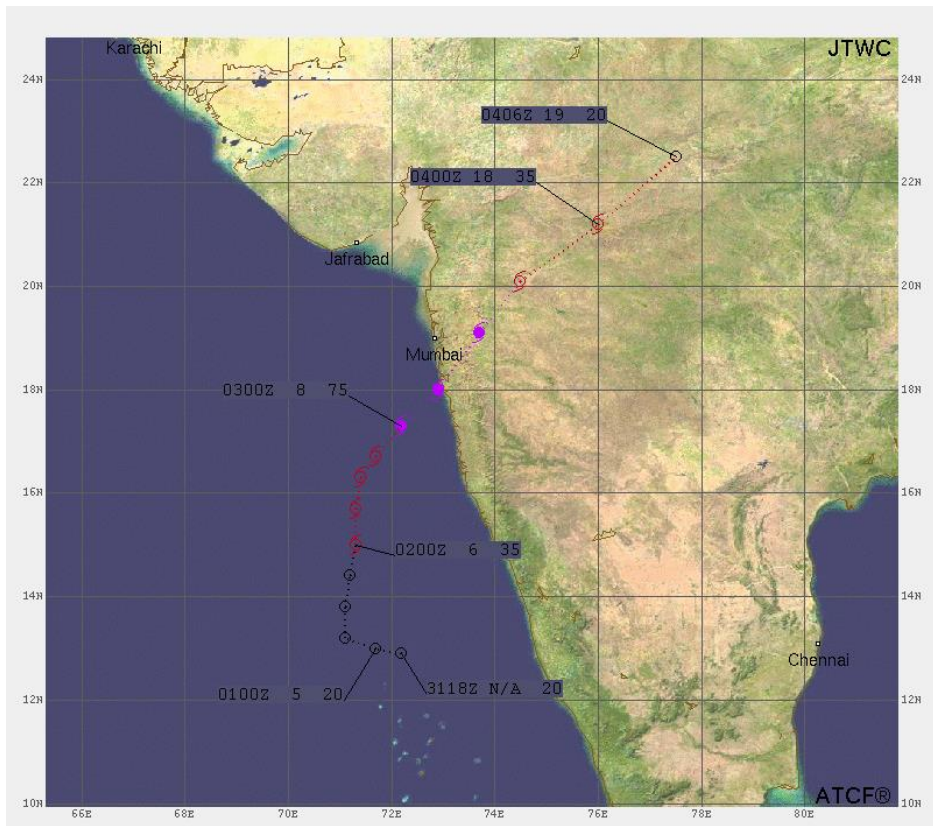 Karachi
JTWC
24N 24N
0406Z 19 20
0400Z 18 35
22N 22N
Jafrabad
20N 20N
Mumbai
18N 18N
0300Z 8 75
16N 16N
0200Z 6 35
14N 14N
Chennai
3118Z N/A 20
0100Z 5 20
12N 12N
ATCF®
10N 10N
66E 68E 70E 72E 74E 76E 78E 80E